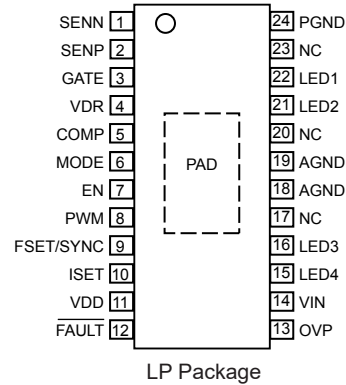 SENN 1 24 PGND
SENP 2 23 NC
GATE 3 22 LED1
VDR 4 21 LED2
COMP 5 20 NC
MODE 6 PAD 19 AGND
EN 7 18 AGND
PWM 8 17 NC
FSET/SYNC 9 16 LED3
ISET 10 15 LED4
VDD 11 14 VIN
FAULT 12 13 OVP
LP Package